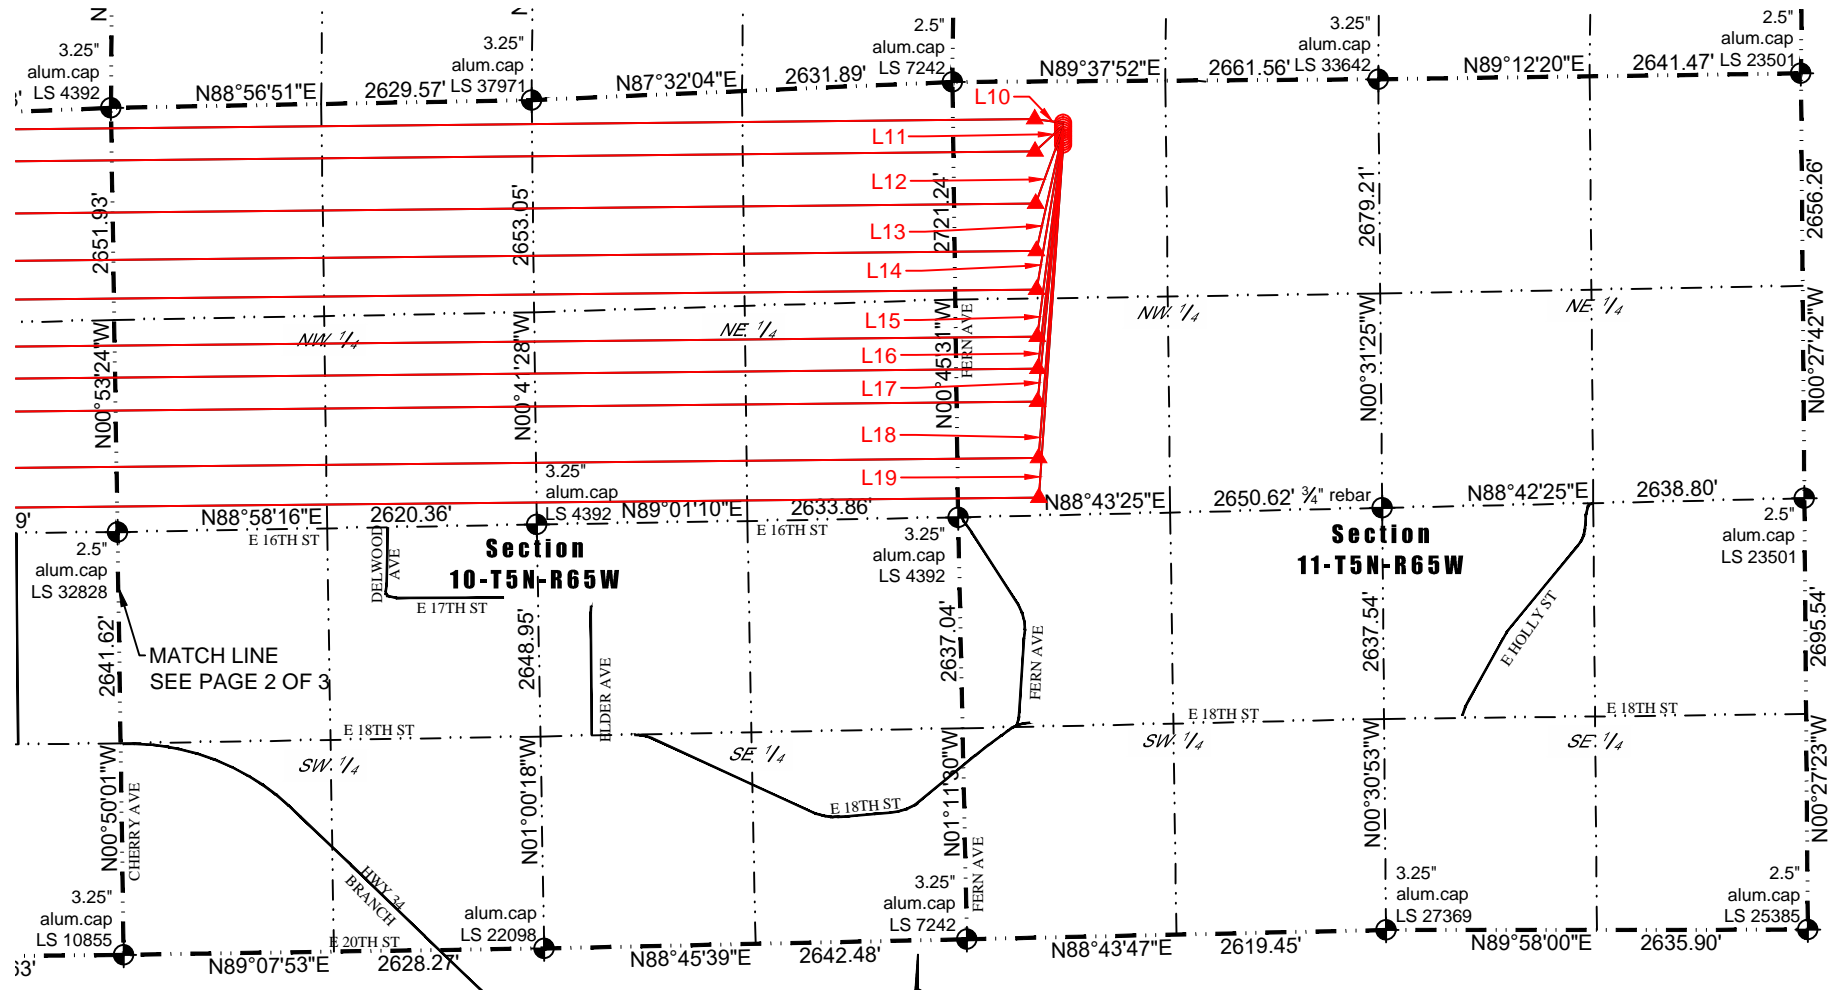 N
N
3.25"
alum.cap
LS 4392
3.25"
alum.cap
LS 37971
2.5"
alum.cap
LS 7242
3.25"
alum.cap
LS 33642
2.5"
alum.cap
LS 23501
N88°56'51"E
2629.57'
N87°32'04"E
2631.89'
N89°37'52"E
2661.56'
N89°12'20"E
2641.47'
L10
L11
L12
L13
L14
L15
L16
L17
L18
L19
2651.93'
2653.05'
2721.24'
2679.21'
2656.26'
NW 1/4
NE 1/4
NW 1/4
NE 1/4
N00°53'24"W
N00°41'28"W
N00°45'31"W
FERN AVE
N00°31'25"W
N00°27'42"W
9'
N88°58'16"E
2620.36'
3.25"
alum.cap
LS 4392
N89°01'10"E
2633.86'
N88°43'25"E
2650.62'
3/4" rebar
N88°42'25"E
2638.80'
E 16TH ST
E 16TH ST
2.5"
alum.cap
LS 32828
DELWOOD
AVE
Section
10-T5N-R65W
3.25"
alum.cap
LS 4392
Section
11-T5N-R65W
2.5"
alum.cap
LS 23501
E 17TH ST
MATCH LINE
SEE PAGE 2 OF 3
2641.62'
2648.95'
ELDER AVE
2637.04'
FERN AVE
2637.54'
E HOLLY ST
2695.54'
E 18TH ST
E 18TH ST
E 18TH ST
SW 1/4
SE 1/4
SW 1/4
SE 1/4
E 18TH ST
N00°50'01"W
CHERRY AVE
N01°00'18"W
N01°11'30"W
FERN AVE
N00°30'53"W
N00°27'23"W
HWY 34
BRANCH
3.25"
alum.cap
LS 10855
alum.cap
LS 22098
3.25"
alum.cap
LS 7242
3.25"
alum.cap
LS 27369
2.5"
alum.cap
LS 25385
E 20TH ST
63'
N89°07'53"E
2628.27'
N88°45'39"E
2642.48'
N88°43'47"E
2619.45'
N89°58'00"E
2635.90'